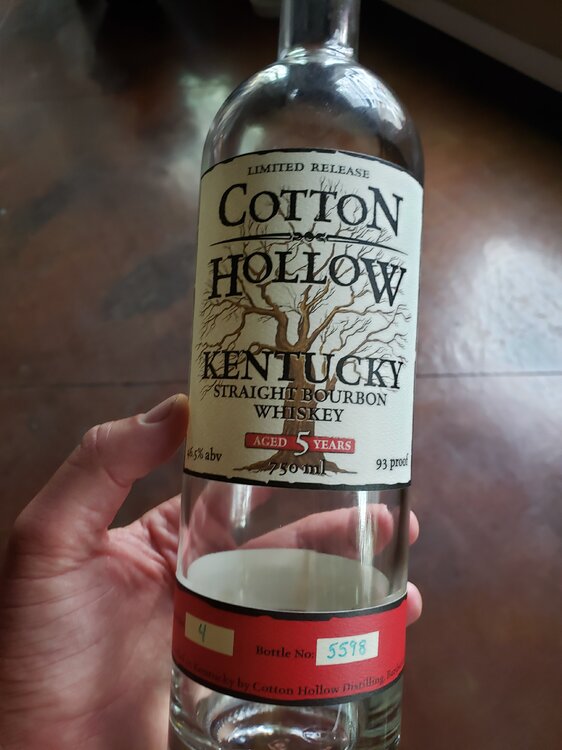 LIMITED RELEASE
COTTON
HOLLOW
KENTUCKY
STRAIGHT BOURBON
WHISKEY
AGED 5 YEARS
46.5% abv 750 ml 93 proof
4 Bottle No: 5598
Kentucky by Cotton Hollow Distilling,